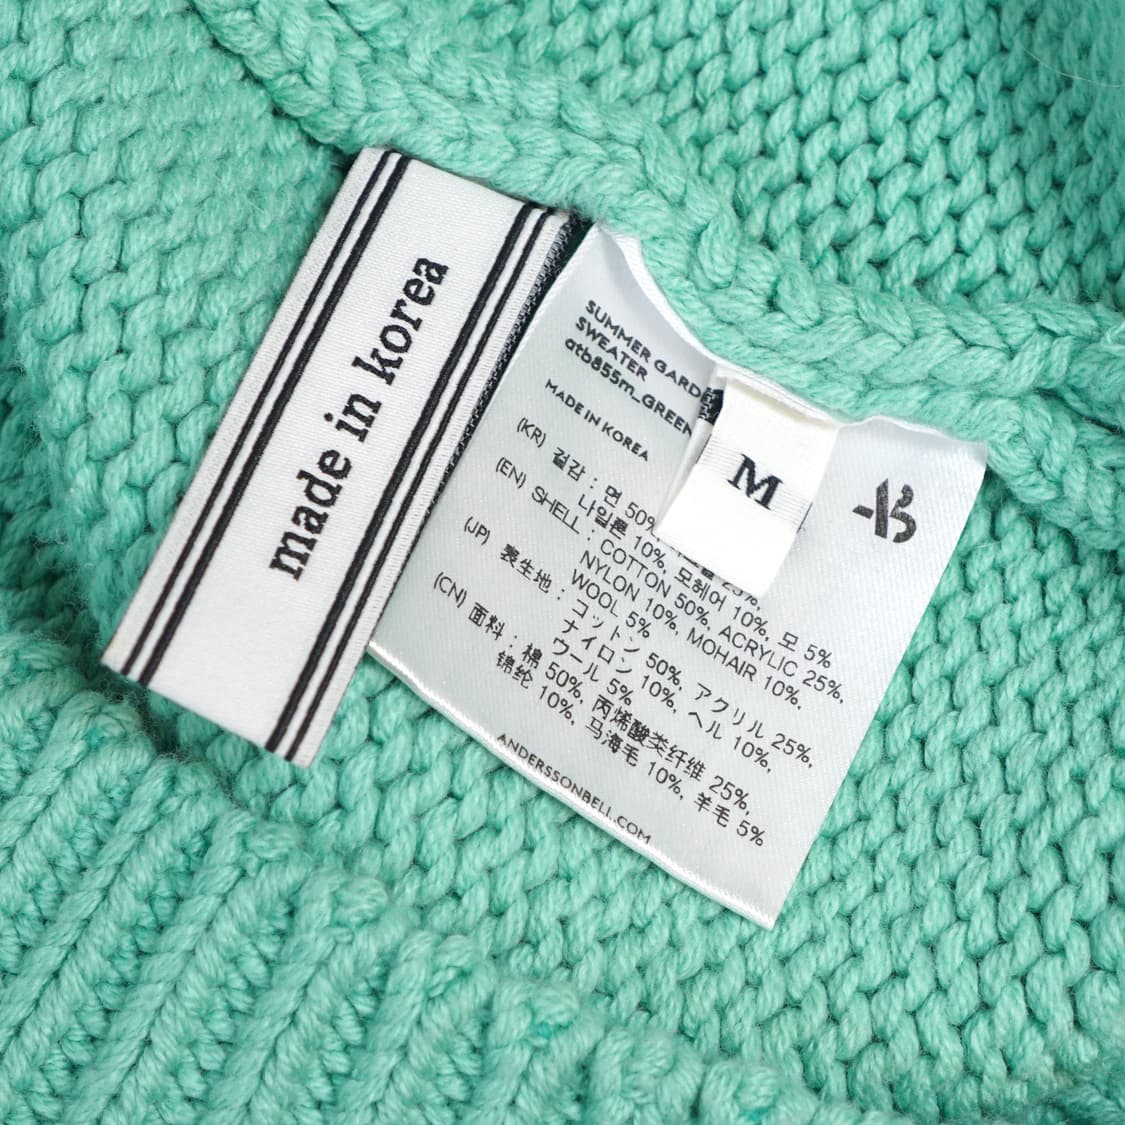 made in korea
SUMMER GARDE
SWEATER
atb855m_GREEN
MADE IN KOREA
M
(KR) 겉감 : 면 50%
나일론 10%, 모헤어 10%, 모 5%
(EN) SHELL : COTTON 50%, ACRYLIC 25%,
NYLON 10%, MOHAIR 10%,
WOOL 5%
(JP) 表生地 : コットン 50%, アクリル 25%,
ナイロン 10%, ヘル 10%,
ウール 5%
(CN) 面料 : 棉 50%, 丙烯酸类纤维 25%,
锦纶 10%, 马海毛 10%, 羊毛 5%
ANDERSSONBELL.COM